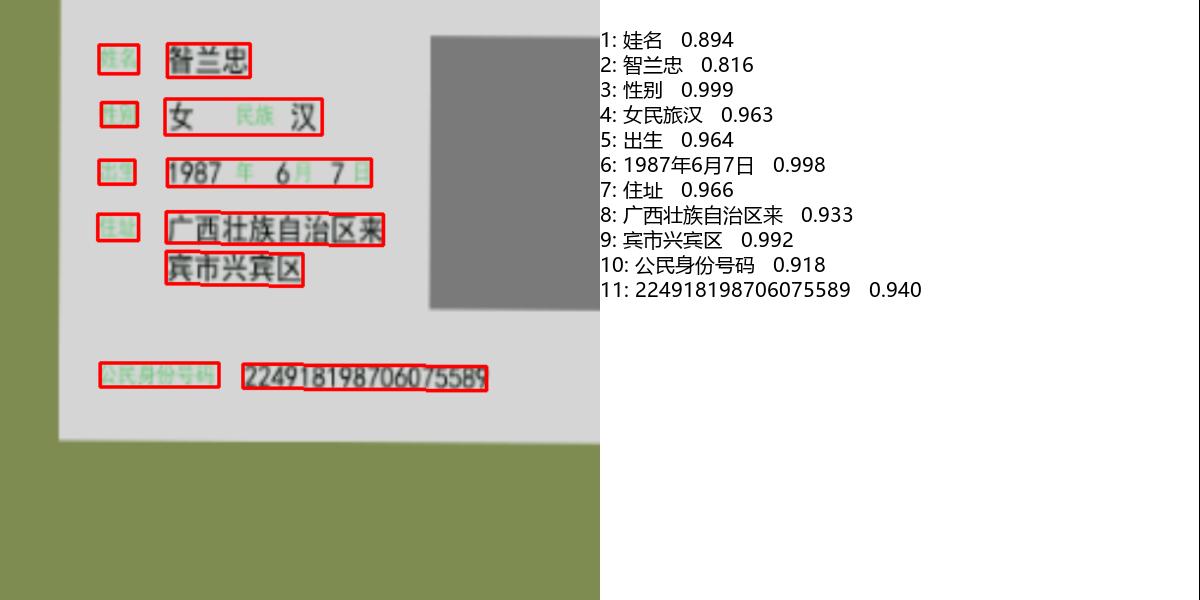 姓名 昝兰忠
性别 女 民族 汉
出生 1987 年 6 月 7 日
住址 广西壮族自治区来
宾市兴宾区
公民身份号码 224918198706075589
1: 娃名 0.894
2: 智兰忠 0.816
3: 性别 0.999
4: 女民旅汉 0.963
5: 出生 0.964
6: 1987年6月7日 0.998
7: 住址 0.966
8: 广西壮族自治区来 0.933
9: 宾市兴宾区 0.992
10: 公民身份号码 0.918
11: 224918198706075589 0.940